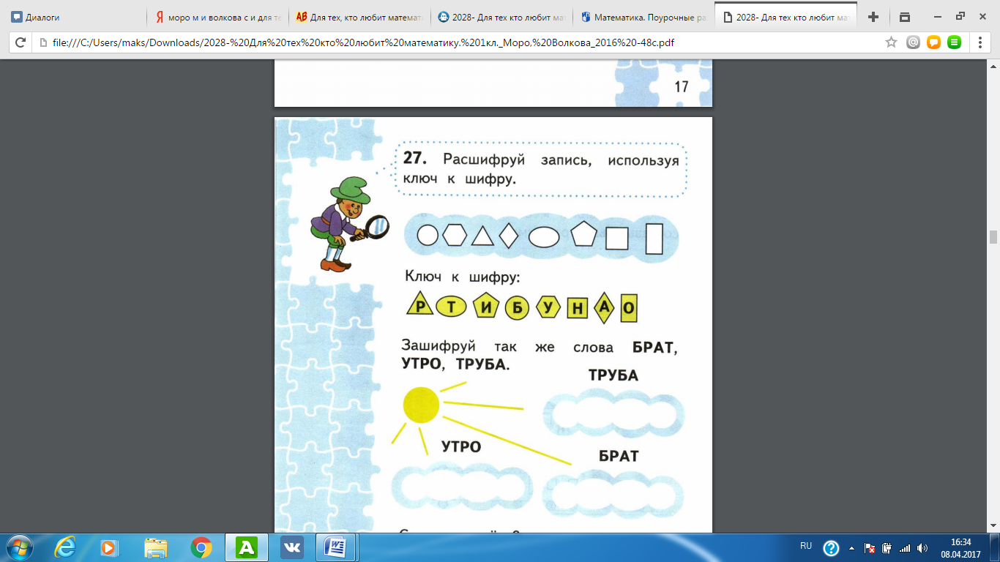 Диалоги
моро м и волкова с и для те
Для тех, кто любит матема
2028- Для тех кто любит ма
Математика. Поурочные ра
2028- Для тех кто любит ма
file:///C:/Users/maks/Downloads/2028-%20Для%20тех%20кто%20любит%20математику.%201кл._Моро,%20Волкова_2016%20-48с.pdf
17
27. Расшифруй запись, используя
ключ к шифру.
Ключ к шифру:
Р Т И Б У Н А О
Зашифруй так же слова БРАТ,
УТРО, ТРУБА.
ТРУБА
УТРО
БРАТ
RU
16:34
08.04.2017